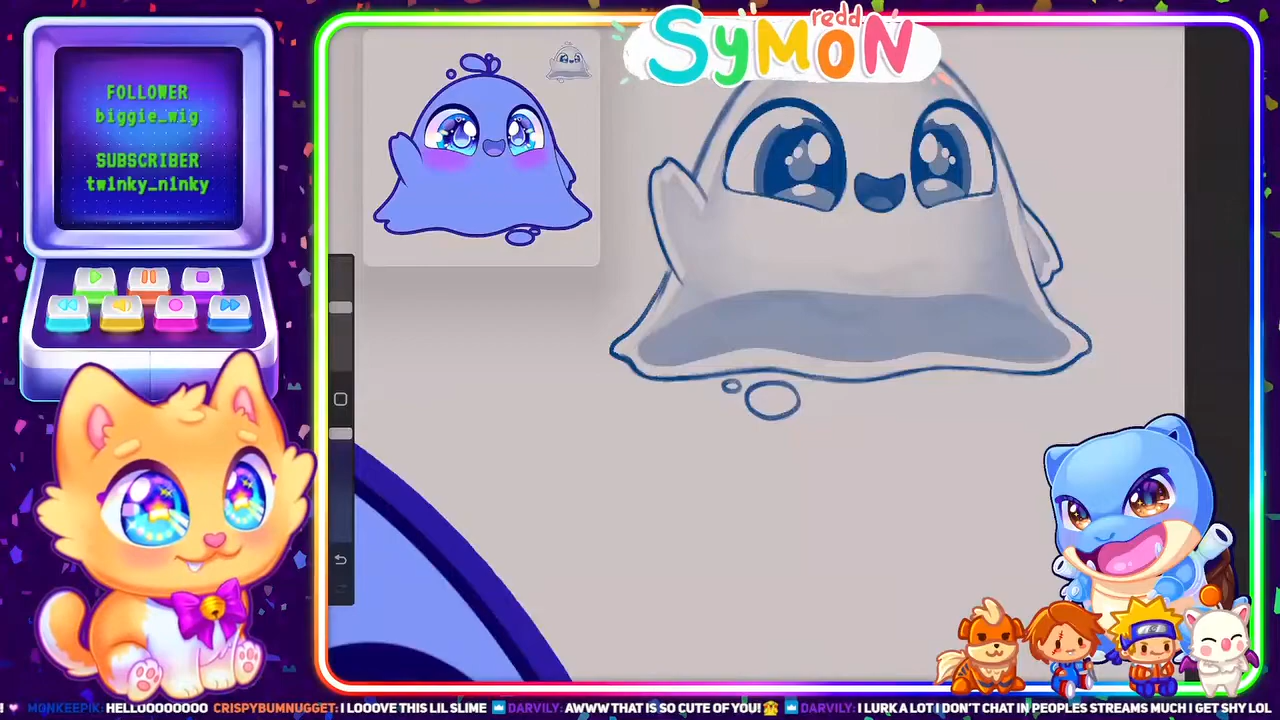 FOLLOWER
biggie_wig
SUBSCRIBER
tw1nky_n1nky
redd
SyMON
! ♥ MONKEEPIK: HELLOOOOOOOO CRISPYBUMNUGGET: I LOOOVE THIS LIL SLIME DARVILY: AWWW THAT IS SO CUTE OF YOU! DARVILY: I LURK A LOT I DON'T CHAT IN PEOPLES STREAMS MUCH I GET SHY LOL